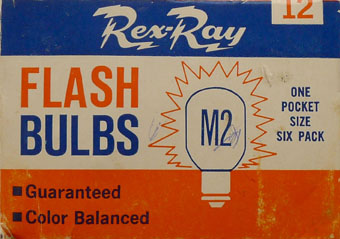 12
Rex-Ray
FLASH
BULBS
M2
ONE
POCKET
SIZE
SIX PACK
■ Guaranteed
■ Color Balanced